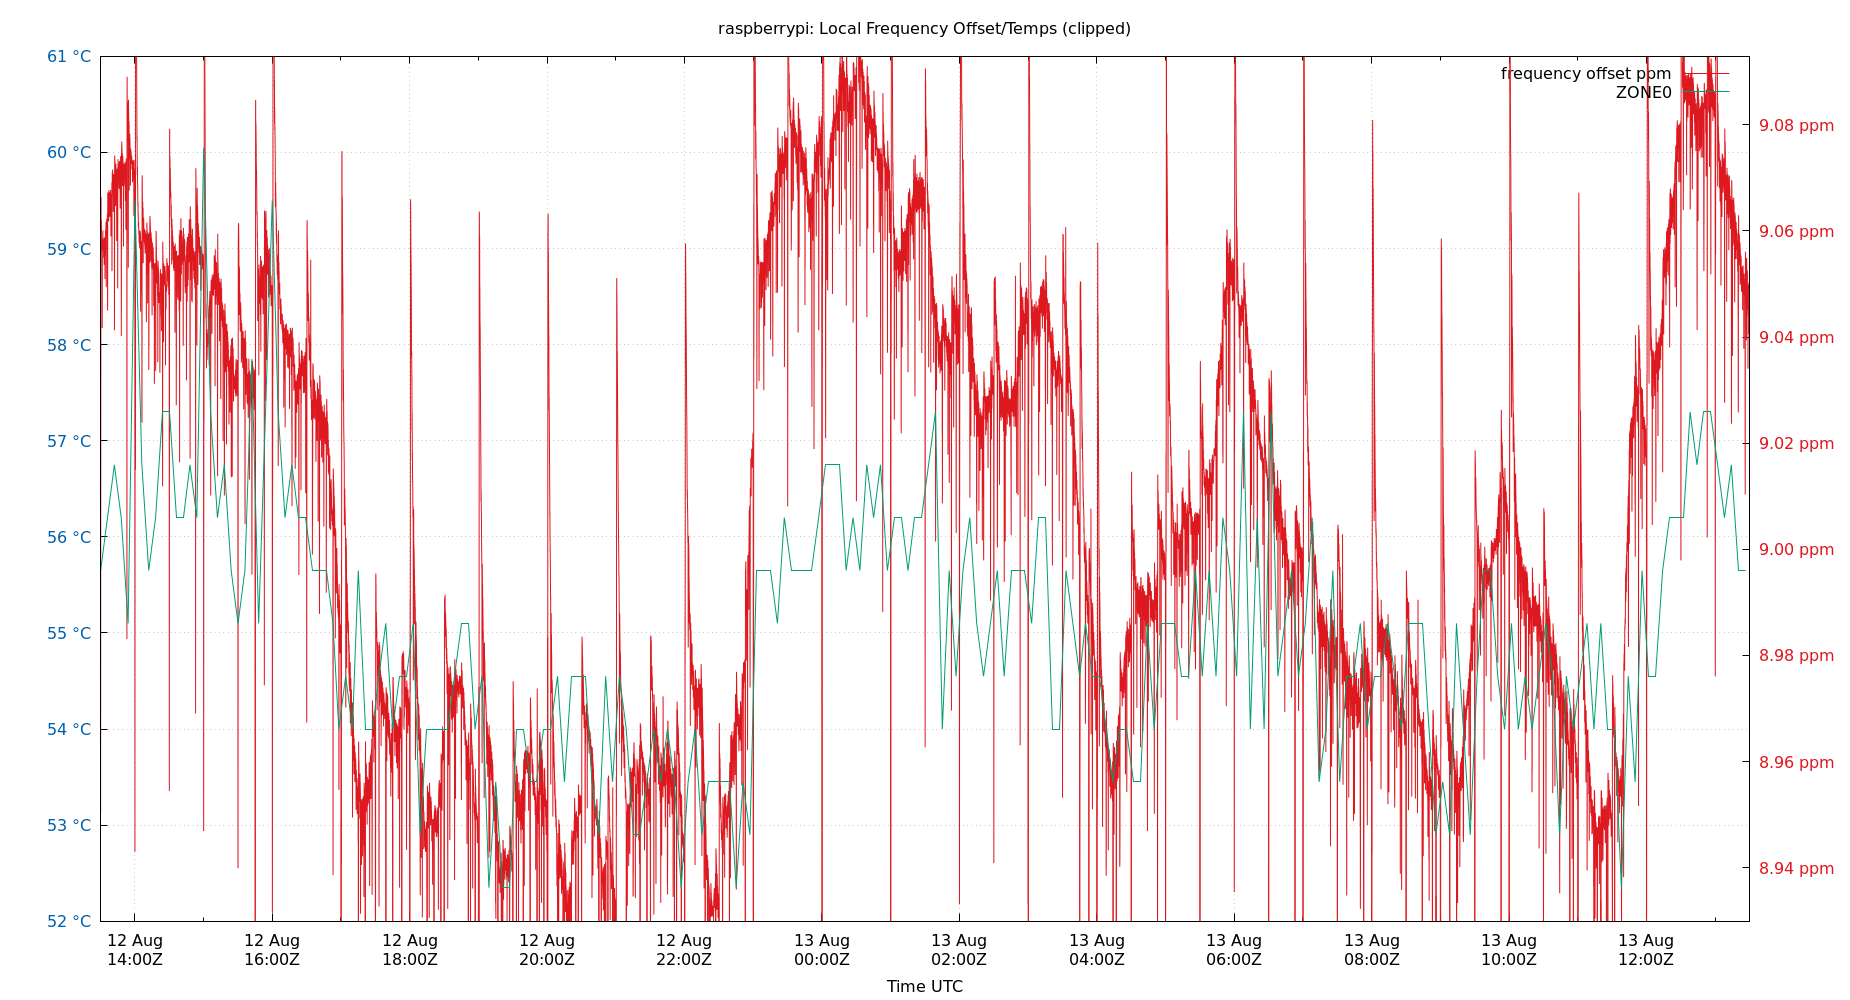 raspberrypi: Local Frequency Offset/Temps (clipped)
61 °C
60 °C
59 °C
58 °C
57 °C
56 °C
55 °C
54 °C
53 °C
52 °C
frequency offset ppm
ZONE0
9.08 ppm
9.06 ppm
9.04 ppm
9.02 ppm
9.00 ppm
8.98 ppm
8.96 ppm
8.94 ppm
12 Aug 12 Aug 12 Aug 12 Aug 12 Aug 13 Aug 13 Aug 13 Aug 13 Aug 13 Aug 13 Aug 13 Aug
14:00Z 16:00Z 18:00Z 20:00Z 22:00Z 00:00Z 02:00Z 04:00Z 06:00Z 08:00Z 10:00Z 12:00Z
Time UTC